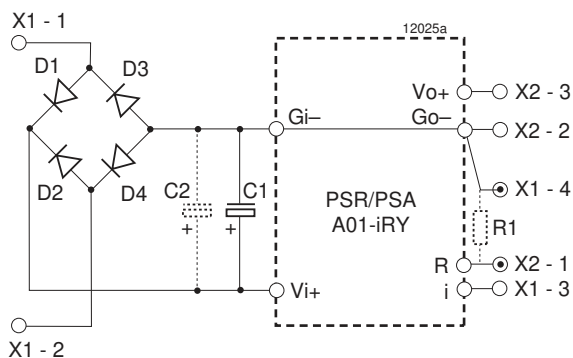 X1 - 1
12025a
D1
D3
Vo+
X2 - 3
Gi–
Go–
X2 - 2
D2
D4
C2
C1
+
+
PSR/PSA
A01-iRY
X1 - 4
R1
R
X2 - 1
Vi+
i
X1 - 3
X1 - 2